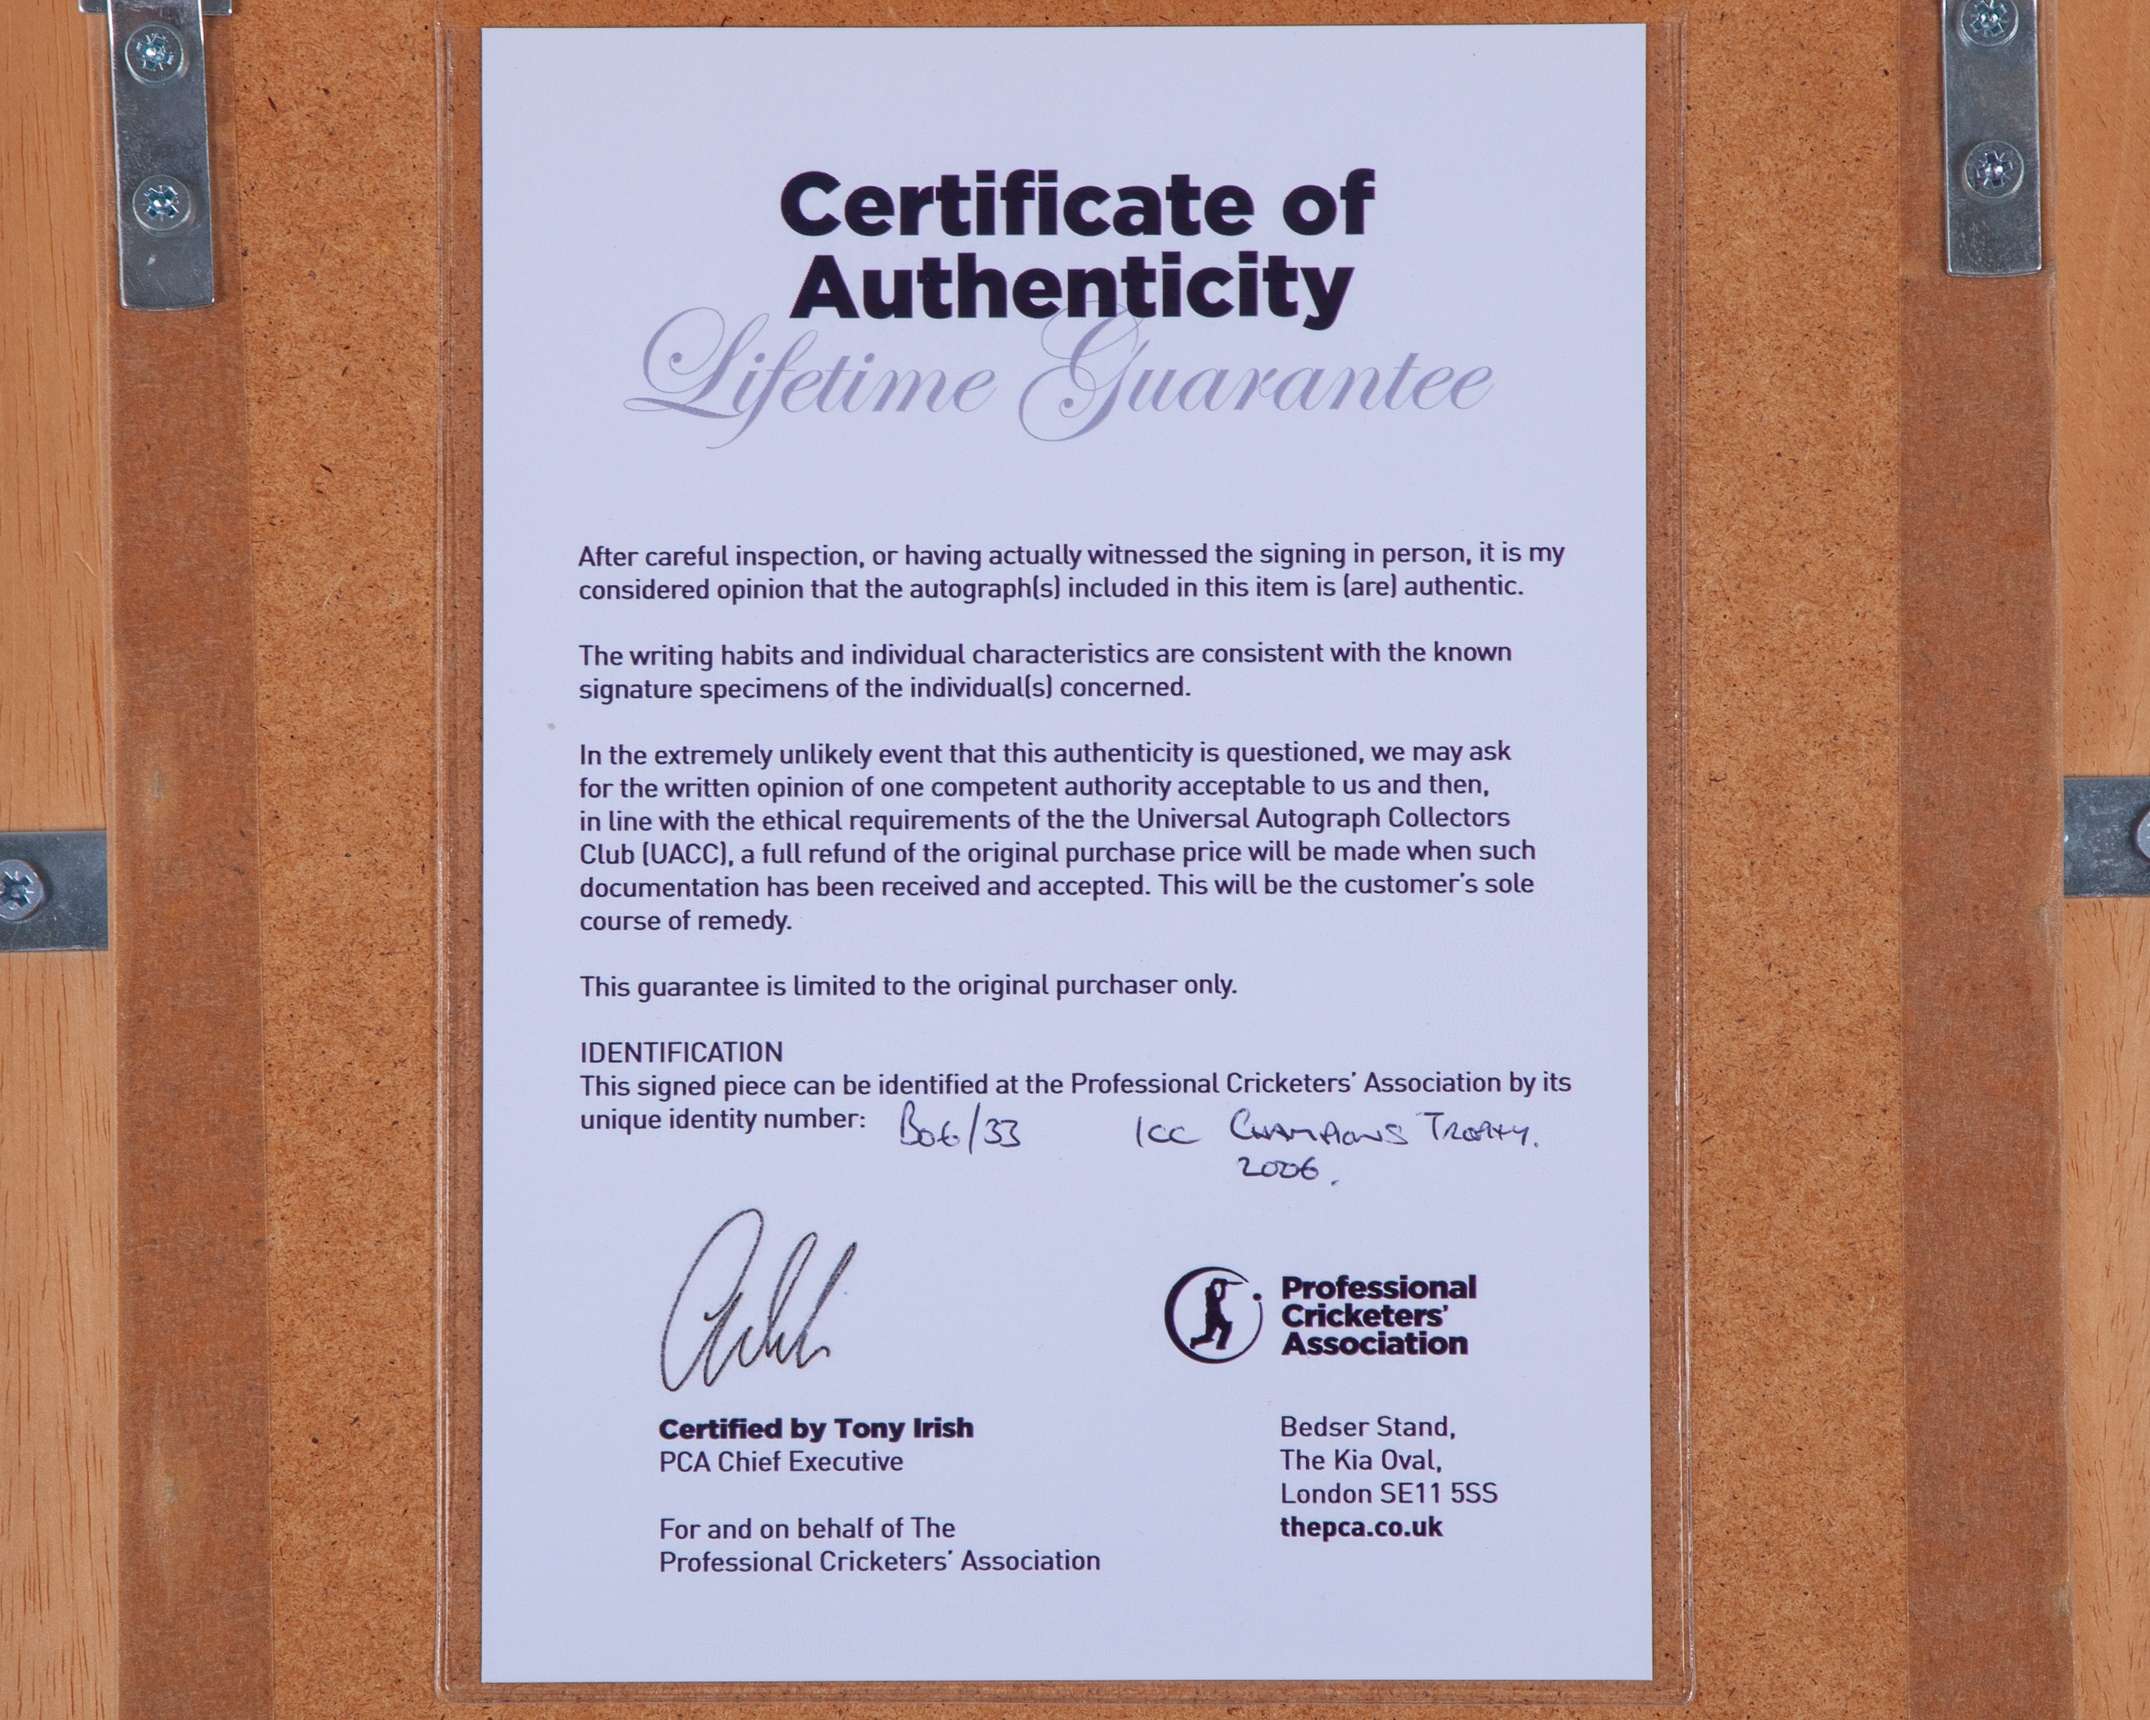 Certificate of
Authenticity
Lifetime Guarantee
After careful inspection, or having actually witnessed the signing in person, it is my
considered opinion that the autograph(s) included in this item is (are) authentic.
The writing habits and individual characteristics are consistent with the known
signature specimens of the individual(s) concerned.
In the extremely unlikely event that this authenticity is questioned, we may ask
for the written opinion of one competent authority acceptable to us and then,
in line with the ethical requirements of the the Universal Autograph Collectors
Club (UACC), a full refund of the original purchase price will be made when such
documentation has been received and accepted. This will be the customer's sole
course of remedy.
This guarantee is limited to the original purchaser only.
IDENTIFICATION
This signed piece can be identified at the Professional Cricketers' Association by its
unique identity number: B06/33 ICC CHAMPIONS TROPHY.
2006.
Professional
Cricketers'
Association
Certified by Tony Irish
PCA Chief Executive
For and on behalf of The
Professional Cricketers' Association
Bedser Stand,
The Kia Oval,
London SE11 5SS
thepca.co.uk